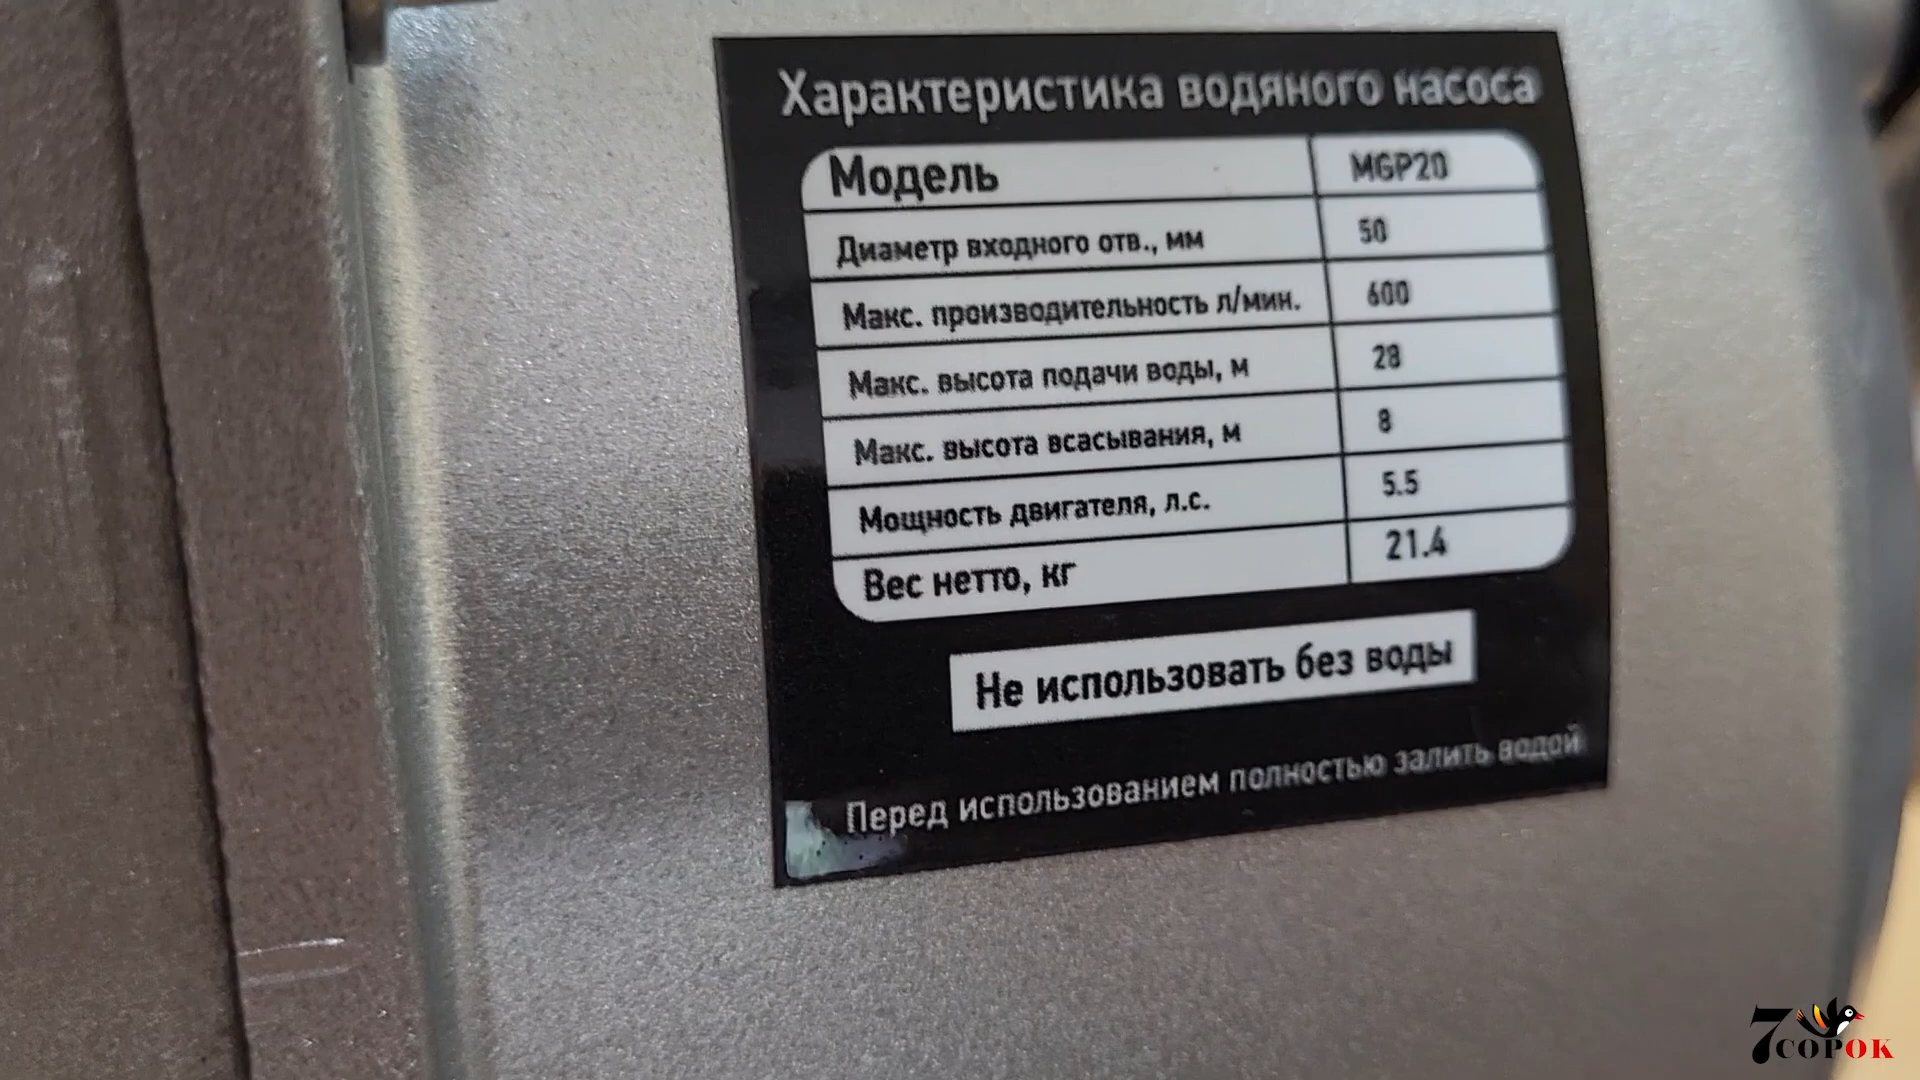 Характеристика водяного насоса
Модель MGP20
Диаметр входного отв., мм 50
Макс. производительность л/мин. 600
Макс. высота подачи воды, м 28
Макс. высота всасывания, м 8
Мощность двигателя, л.с. 5.5
Вес нетто, кг 21.4
Не использовать без воды
Перед использованием полностью залить водой
7
СОРОК